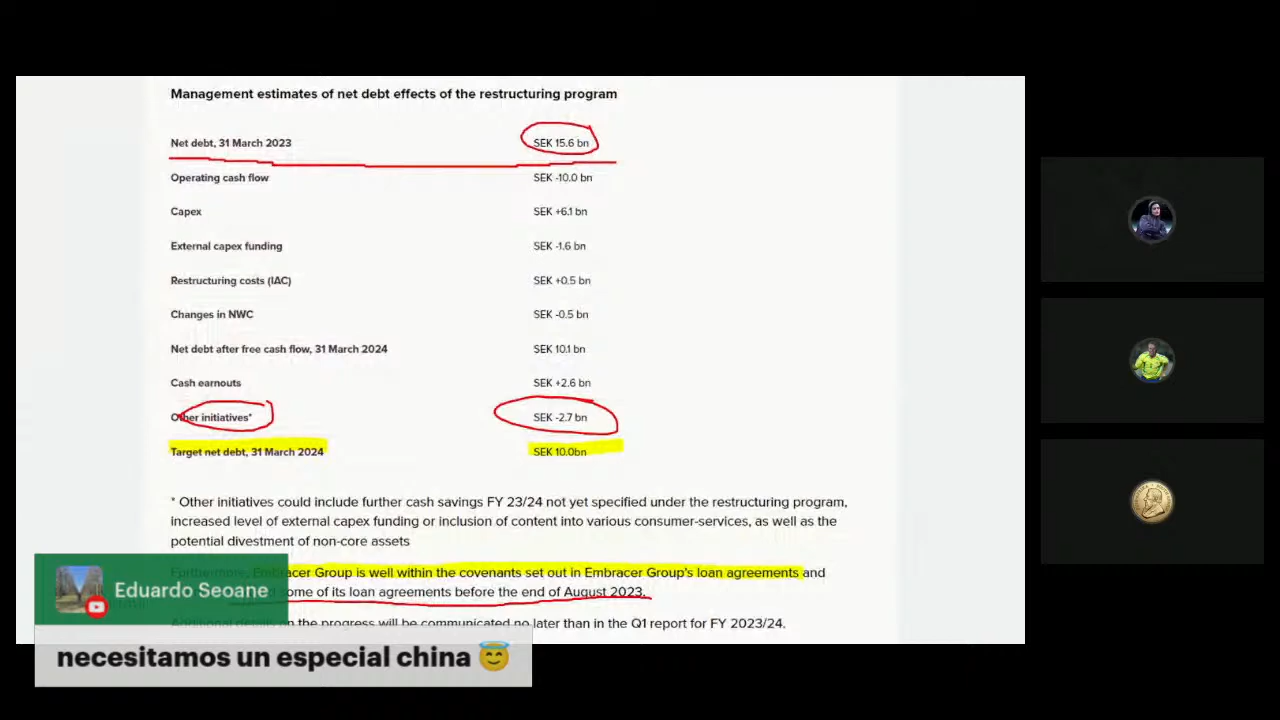 Management estimates of net debt effects of the restructuring program
Net debt, 31 March 2023 SEK 15.6 bn
Operating cash flow SEK -10.0 bn
Capex SEK +6.1 bn
External capex funding SEK -1.6 bn
Restructuring costs (IAC) SEK +0.5 bn
Changes in NWC SEK -0.5 bn
Net debt after free cash flow, 31 March 2024 SEK 10.1 bn
Cash earnouts SEK +2.6 bn
Other initiatives* SEK -2.7 bn
Target net debt, 31 March 2024 SEK 10.0bn
* Other initiatives could include further cash savings FY 23/24 not yet specified under the restructuring program,
increased level of external capex funding or inclusion of content into various consumer-services, as well as the
potential divestment of non-core assets
Furthermore, Embracer Group is well within the covenants set out in Embracer Group's loan agreements and
some of its loan agreements before the end of August 2023.
Additional details on the progress will be communicated no later than in the Q1 report for FY 2023/24.
Eduardo Seoane
necesitamos un especial china 😇